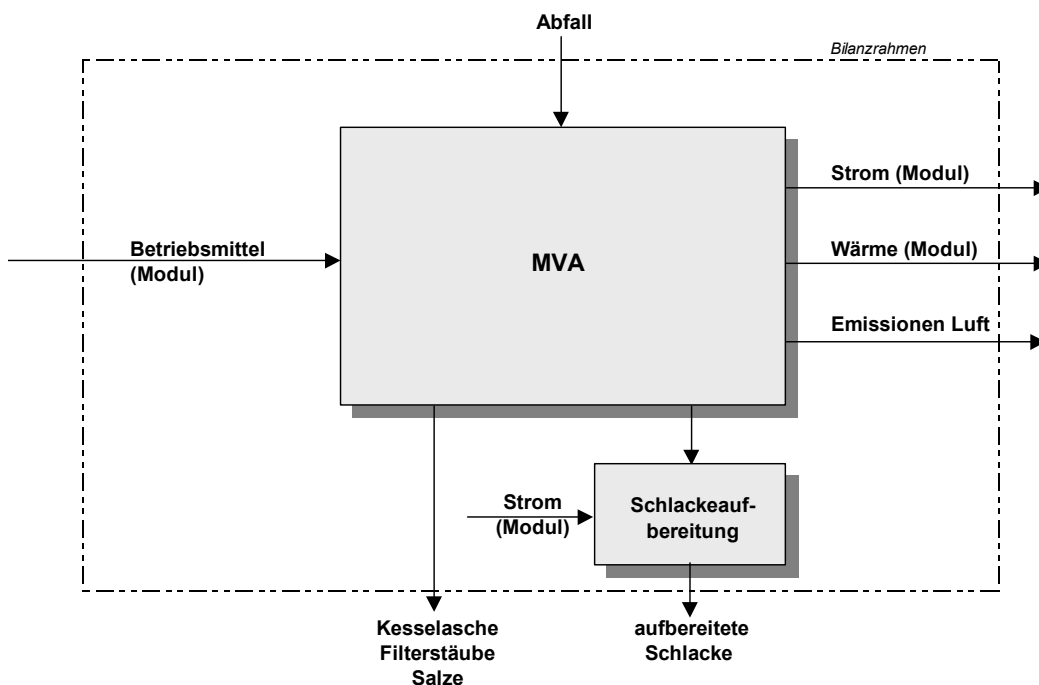 Abfall
Bilanzrahmen
Strom (Modul)
Betriebsmittel
(Modul)
MVA
Wärme (Modul)
Emissionen Luft
Strom
(Modul)
Schlackeauf-
bereitung
Kesselasche
Filterstäube
Salze
aufbereitete
Schlacke